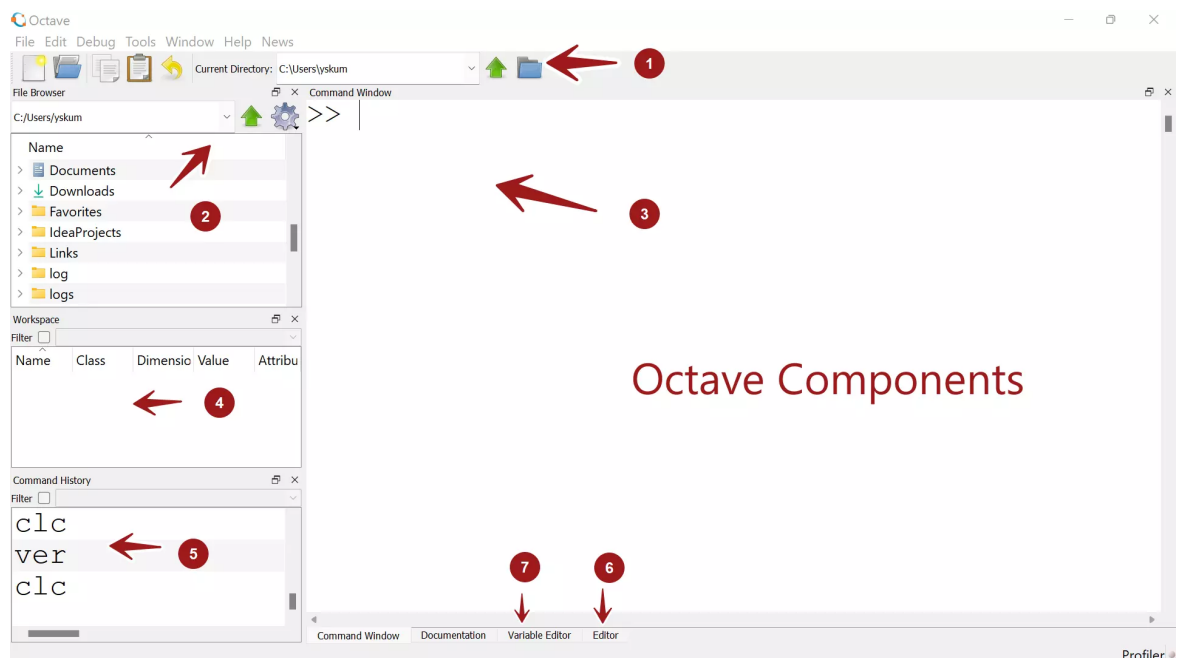 Octave
File Edit Debug Tools Window Help News
Current Directory: C:\Users\yskum
1
File Browser
C:/Users/yskum
Name
Documents
Downloads
Favorites
IdeaProjects
Links
log
logs
2
Command Window
>>
3
Workspace
Filter
Name Class Dimensio Value Attribu
4
Octave Components
Command History
Filter
clc
ver
clc
5
7 6
Command Window Documentation Variable Editor Editor
Profiler